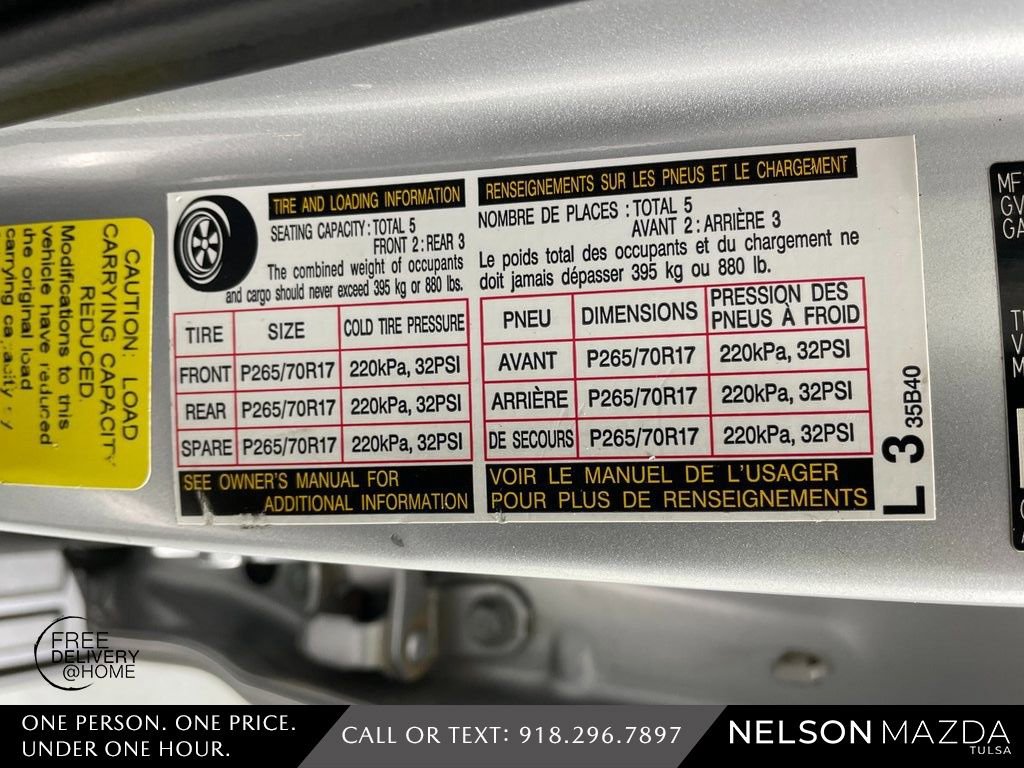 CAUTION: LOAD
CARRYING CAPACITY
REDUCED.
Modifications to this
vehicle have reduced
the original load
carrying capacity
TIRE AND LOADING INFORMATION
SEATING CAPACITY: TOTAL 5
FRONT 2: REAR 3
The combined weight of occupants
and cargo should never exceed 395 kg or 880 lbs.
TIRE SIZE COLD TIRE PRESSURE
FRONT P265/70R17 220kPa, 32PSI
REAR P265/70R17 220kPa, 32PSI
SPARE P265/70R17 220kPa, 32PSI
SEE OWNER'S MANUAL FOR
ADDITIONAL INFORMATION
RENSEIGNEMENTS SUR LES PNEUS ET LE CHARGEMENT
NOMBRE DE PLACES : TOTAL 5
AVANT 2: ARRIÈRE 3
Le poids total des occupants et du chargement ne
doit jamais dépasser 395 kg ou 880 lb.
PNEU DIMENSIONS PRESSION DES
PNEUS À FROID
AVANT P265/70R17 220kPa, 32PSI
ARRIÈRE P265/70R17 220kPa, 32PSI
DE SECOURS P265/70R17 220kPa, 32PSI
VOIR LE MANUEL DE L'USAGER
POUR PLUS DE RENSEIGNEMENTS
L 3 35B40
MF
GV
GA
FREE
DELIVERY
@HOME
ONE PERSON. ONE PRICE.
UNDER ONE HOUR.
CALL OR TEXT: 918.296.7897
NELSON MAZDA
TULSA